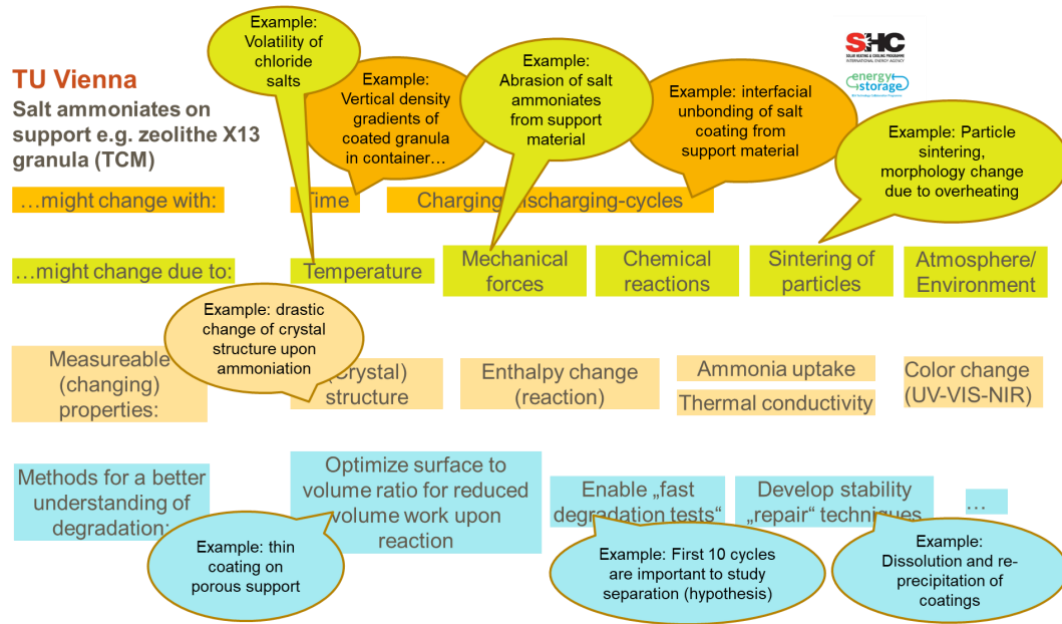 Example:
Volatility of
chloride
salts
Example:
Vertical density
gradients of
coated granula
in container…
Example:
Abrasion of salt
ammoniates
from support
material
Example: interfacial
unbonding of salt
coating from
support material
SHC
SOLAR HEATING & COOLING PROGRAMME
INTERNATIONAL ENERGY AGENCY
energy
storage
Example: Particle
sintering,
morphology change
due to overheating
TU Vienna
Salt ammoniates on
support e.g. zeolithe X13
granula (TCM)
…might change with:
Time
Charging
discharging-cycles
…might change due to:
Temperature
Mechanical
forces
Chemical
reactions
Sintering of
particles
Atmosphere/
Environment
Example: drastic
change of crystal
structure upon
ammoniation
Measureable
(changing)
properties:
(Crystal)
structure
Enthalpy change
(reaction)
Ammonia uptake
Thermal conductivity
Color change
(UV-VIS-NIR)
Methods for a better
understanding of
degradation:
Optimize surface to
volume ratio for reduced
volume work upon
reaction
Enable „fast
degradation tests“
Develop stability
„repair“ techniques
…
Example: thin
coating on
porous support
Example: First 10 cycles
are important to study
separation (hypothesis)
Example:
Dissolution and re-
precipitation of
coatings